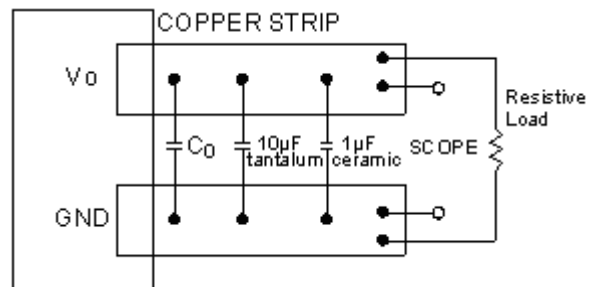 COPPER STRIP
Vo
Resistive
Load
C0
10µF
tantalum
1µF
ceramic
SCOPE
GND